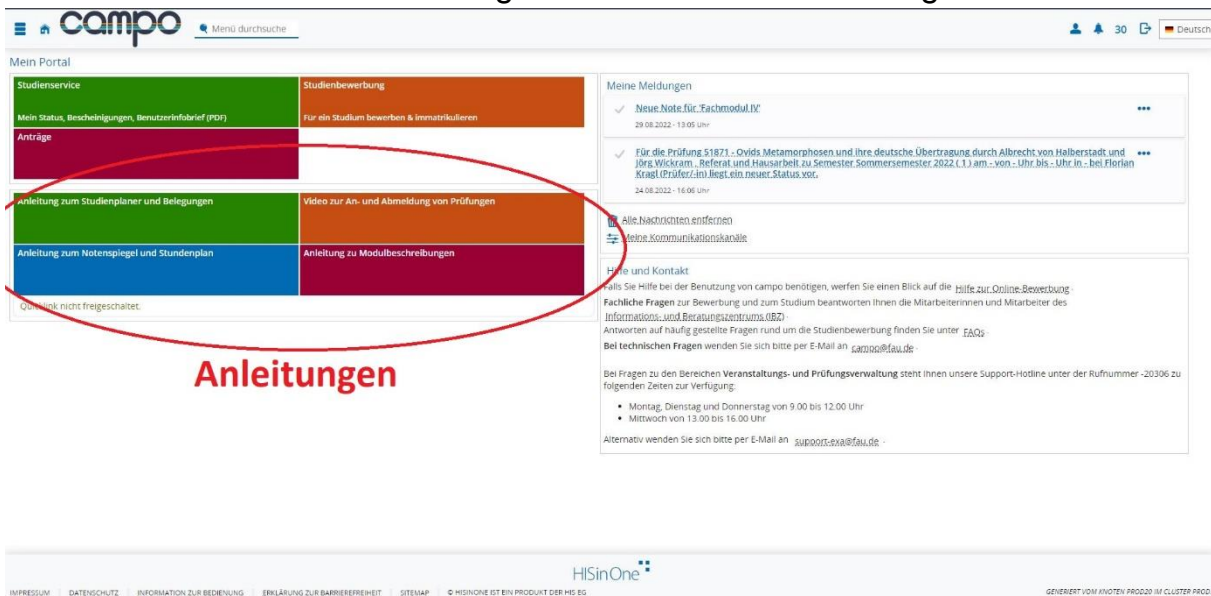 campo
Menü durchsuche
30
Deutsch
Mein Portal
Studienservice
Mein Status, Bescheinigungen, Benutzerinfobrief (PDF)
Studienbewerbung
Für ein Studium bewerben & immatrikulieren
Anträge
Anleitung zum Studienplaner und Belegungen
Video zur An- und Abmeldung von Prüfungen
Anleitung zum Notenspiegel und Stundenplan
Anleitung zu Modulbeschreibungen
nicht freigeschaltet.
Anleitungen
Meine Meldungen
Neue Note für 'Fachmodul IV'
29.08.2022 - 13:05 Uhr
Für die Prüfung 51871 - Ovids Metamorphosen und ihre deutsche Übertragung durch Albrecht von Halberstadt und
Jörg Wickram , Referat und Hausarbeit zu Semester Sommersemester 2022 ( 1 ) am - von - Uhr bis - Uhr in - bei Florian
Kragl (Prüfer/-in) liegt ein neuer Status vor.
24.08.2022 - 16:06 Uhr
Alle Nachrichten entfernen
Meine Kommunikationskanäle
Hilfe und Kontakt
Falls Sie Hilfe bei der Benutzung von campo benötigen, werfen Sie einen Blick auf die Hilfe zur Online-Bewerbung .
Fachliche Fragen zur Bewerbung und zum Studium beantworten Ihnen die Mitarbeiterinnen und Mitarbeiter des
Informations- und Beratungszentrums (IBZ) .
Antworten auf häufig gestellte Fragen rund um die Studienbewerbung finden Sie unter FAQs .
Bei technischen Fragen wenden Sie sich bitte per E-Mail an campo@fau.de .
Bei Fragen zu den Bereichen Veranstaltungs- und Prüfungsverwaltung steht Ihnen unsere Support-Hotline unter der Rufnummer -20306 zu
folgenden Zeiten zur Verfügung:
• Montag, Dienstag und Donnerstag von 9.00 bis 12.00 Uhr
• Mittwoch von 13.00 bis 16.00 Uhr
Alternativ wenden Sie sich bitte per E-Mail an support-exa@fau.de .
HISinOne
IMPRESSUM
DATENSCHUTZ
INFORMATION ZUR BEDIENUNG
ERKLÄRUNG ZUR BARRIEREFREIHEIT
SITEMAP
© HISINONE IST EIN PRODUKT DER HIS EG
GENERIERT VOM KNOTEN PROD20 IM CLUSTER PROD